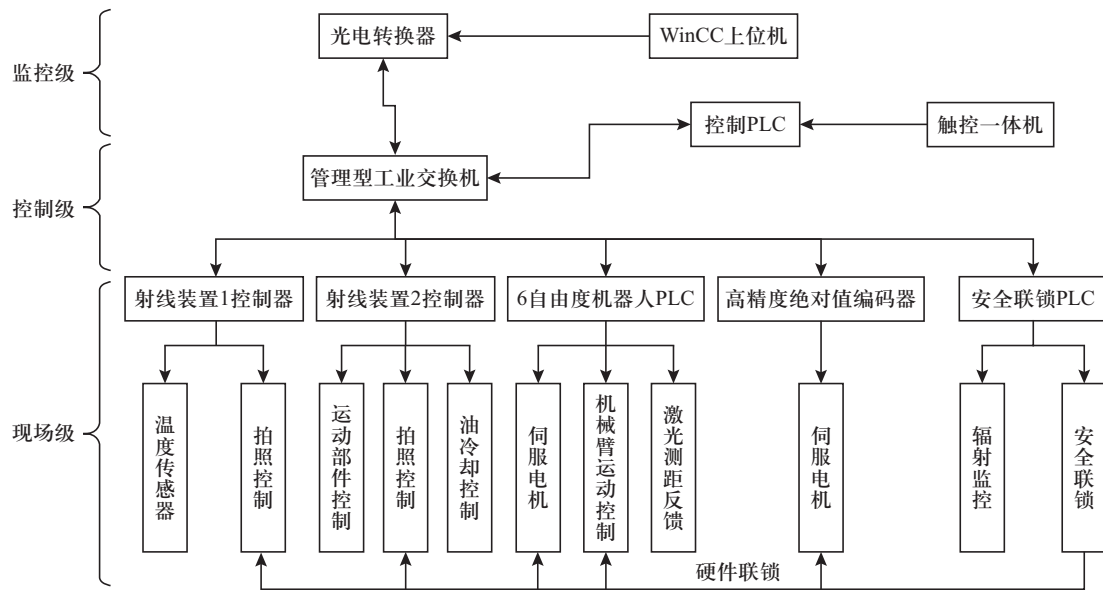 光电转换器
WinCC上位机
监控级
控制PLC
触控一体机
管理型工业交换机
控制级
射线装置1控制器
射线装置2控制器
6自由度机器人PLC
高精度绝对值编码器
安全联锁PLC
现场级
温度传感器
拍照控制
运动部件控制
拍照控制
油冷却控制
伺服电机
机械臂运动控制
激光测距反馈
伺服电机
辐射监控
安全联锁
硬件联锁